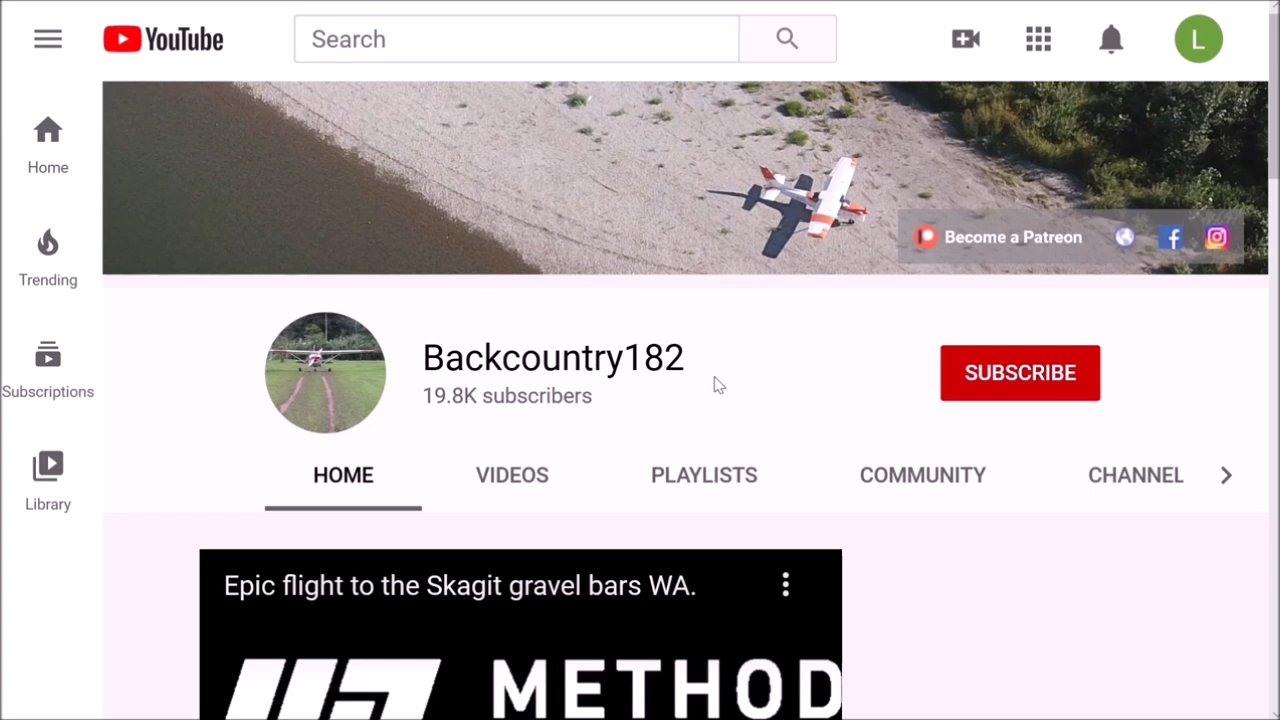 YouTube
Search
L
Home
Trending
Subscriptions
Library
Become a Patreon
Backcountry182
19.8K subscribers
SUBSCRIBE
HOME VIDEOS PLAYLISTS COMMUNITY CHANNEL
Epic flight to the Skagit gravel bars WA.
METHOD